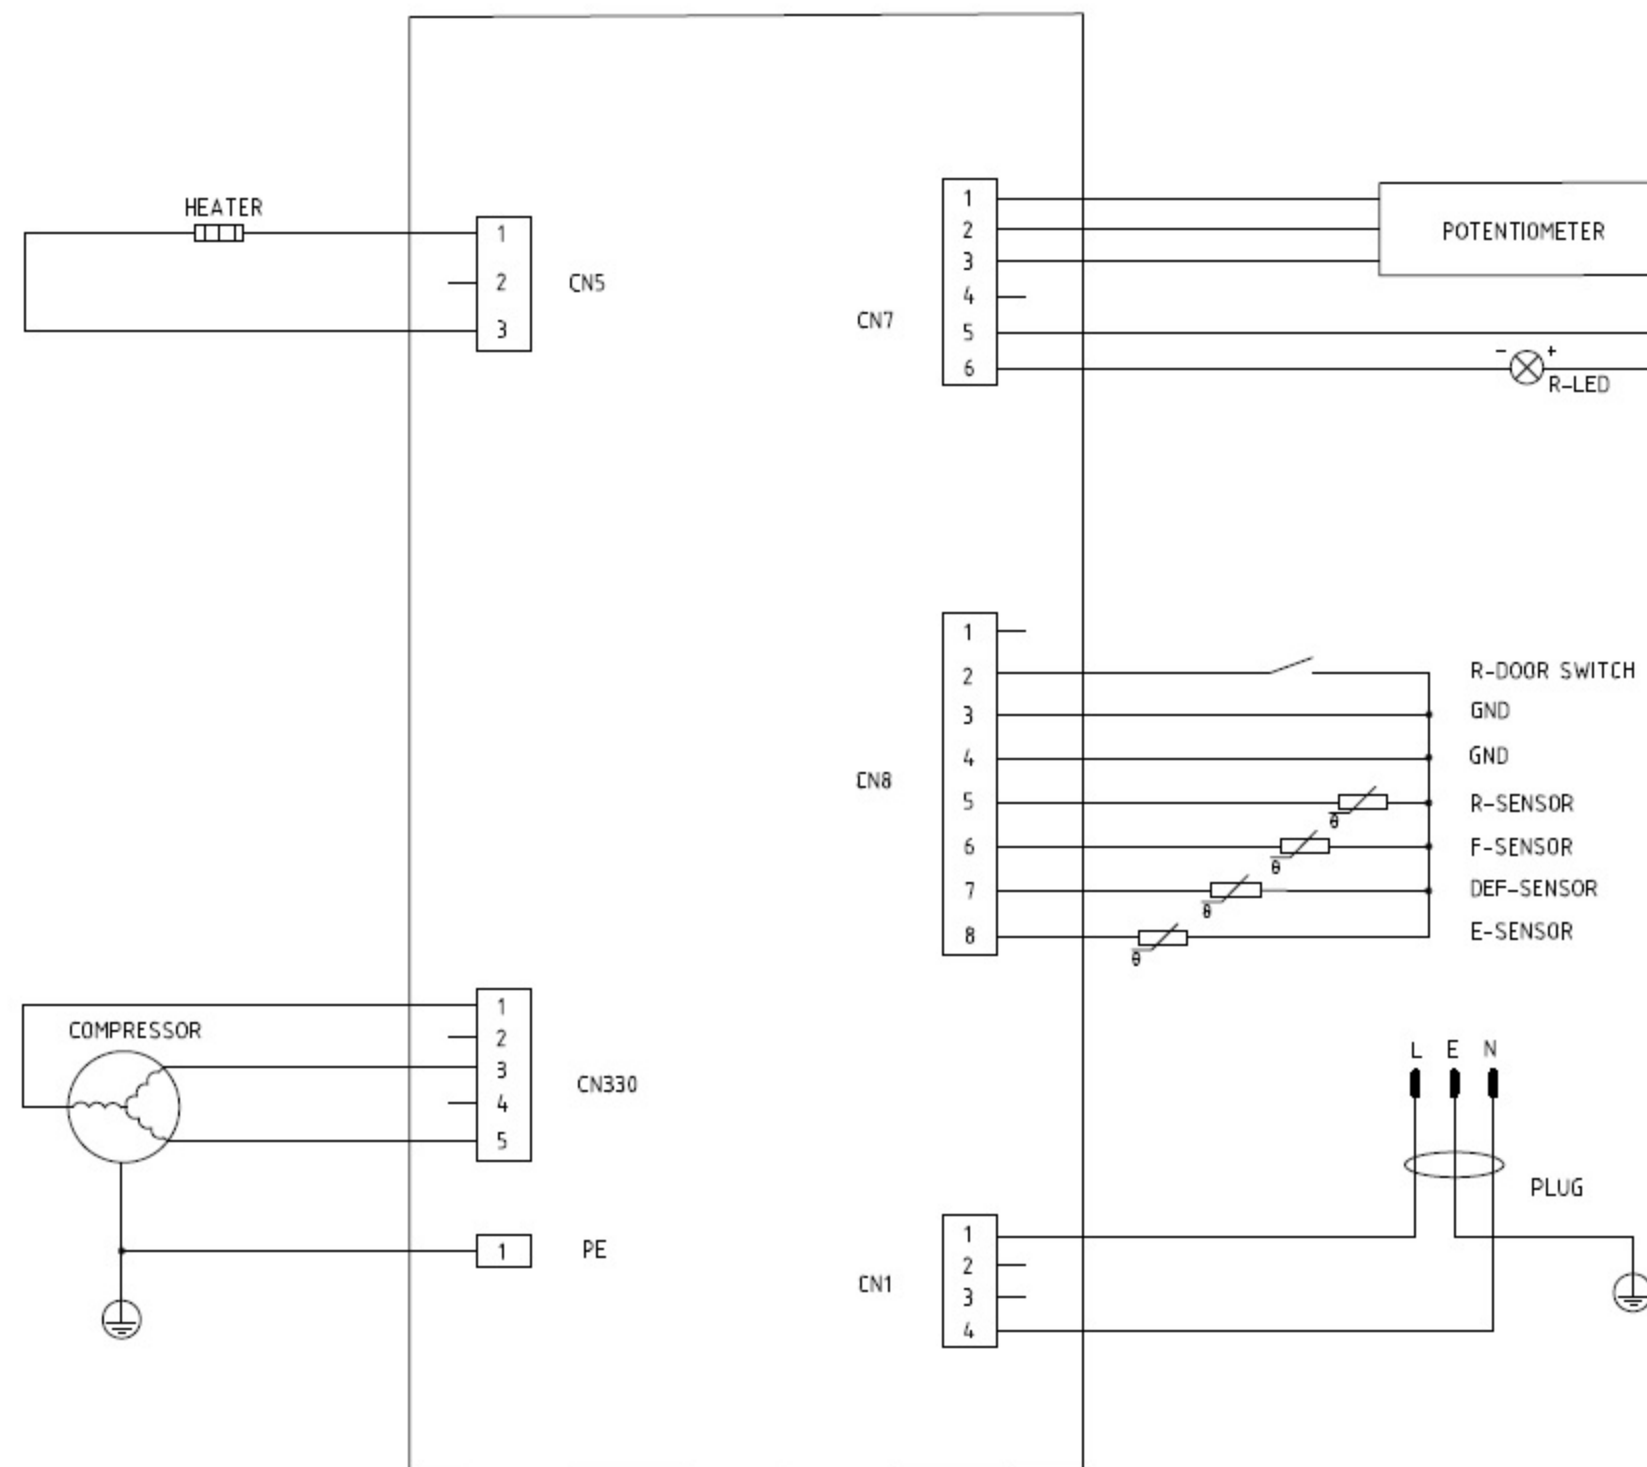 HEATER
1
2
3
CN5
1
2
3
4
5
6
CN7
POTENTIOMETER
- +
R-LED
1
2
3
4
5
6
7
8
CN8
R-DOOR SWITCH
GND
GND
R-SENSOR
F-SENSOR
DEF-SENSOR
E-SENSOR
θ
θ
θ
θ
COMPRESSOR
1
2
3
4
5
CN330
1
PE
L E N
PLUG
1
2
3
4
CN1